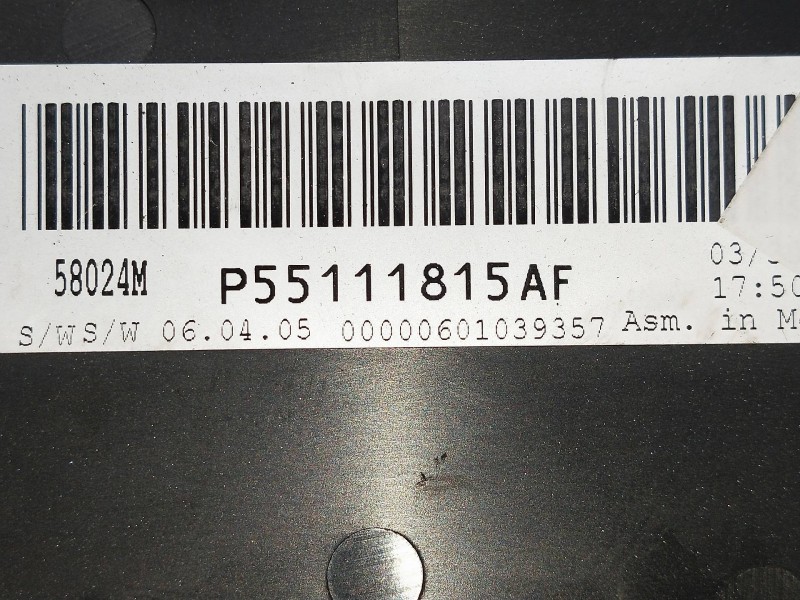 58024M P55111815AF 03/
17:50
S/WS/W 06.04.05 00000601039357 Asm. in